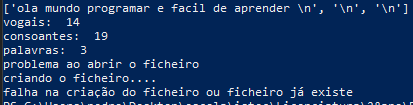 ['ola mundo programar e facil de aprender \n', '\n', '\n']
vogais:  14
consoantes:  19
palavras:  3
problema ao abrir o ficheiro
criando o ficheiro....
falha na criação do ficheiro ou ficheiro já existe